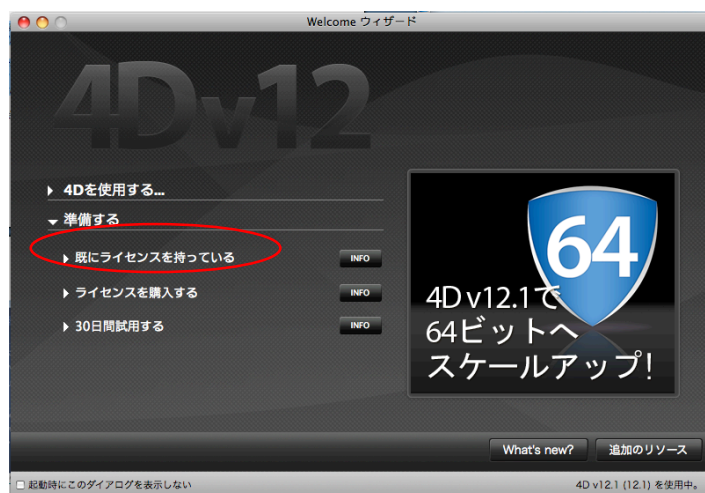 Welcome ウィザード
4Dv12
4Dを使用する...
準備する
既にライセンスを持っている
INFO
ライセンスを購入する
INFO
30日間試用する
INFO
64
4D v12.1で
64ビットへ
スケールアップ!
What's new?
追加のリソース
起動時にこのダイアログを表示しない
4D v12.1 (12.1) を使用中。